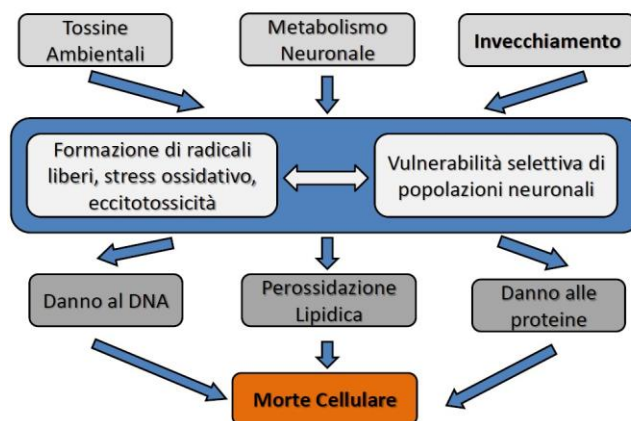 Tossine
Ambientali
Metabolismo
Neuronale
Invecchiamento
Formazione di radicali
liberi, stress ossidativo,
eccitotossicità
Vulnerabilità selettiva di
popolazioni neuronali
Danno al DNA
Perossidazione
Lipidica
Danno alle
proteine
Morte Cellulare